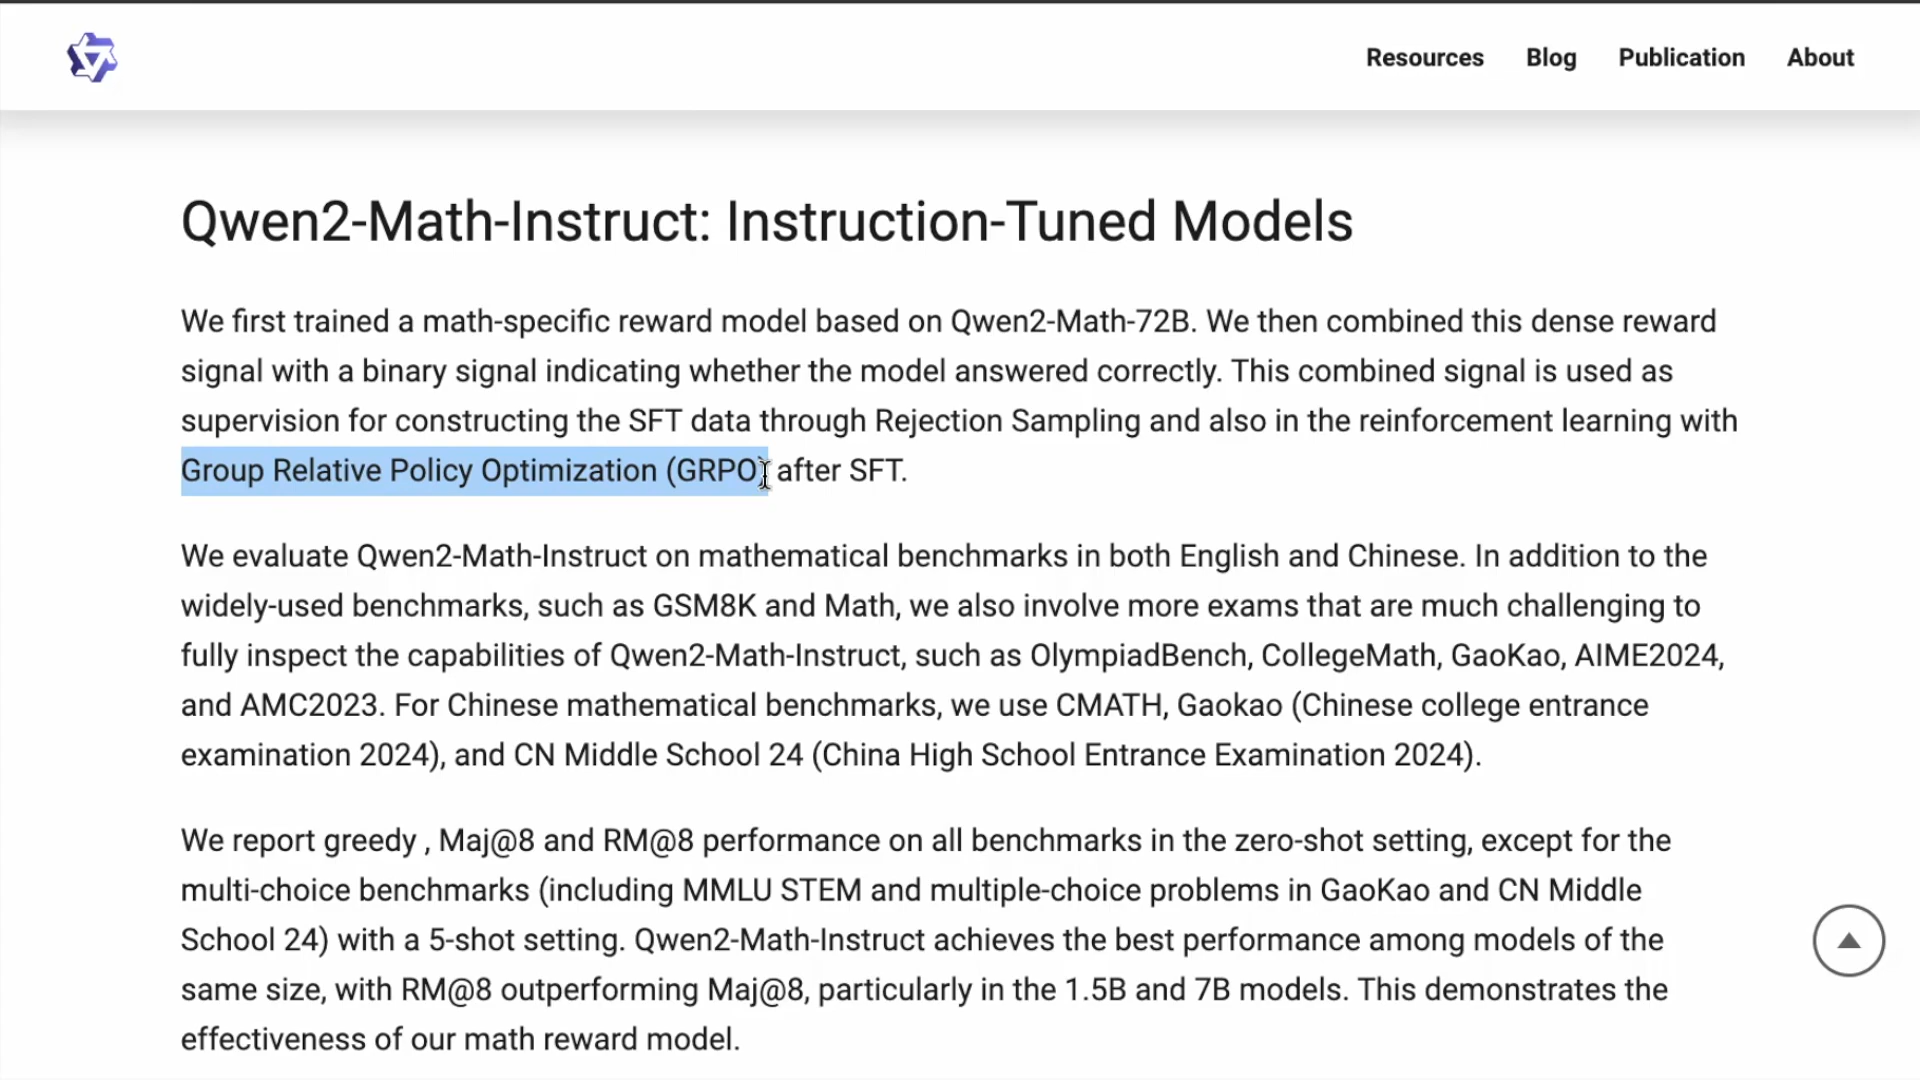 Resources Blog Publication About
Qwen2-Math-Instruct: Instruction-Tuned Models
We first trained a math-specific reward model based on Qwen2-Math-72B. We then combined this dense reward
signal with a binary signal indicating whether the model answered correctly. This combined signal is used as
supervision for constructing the SFT data through Rejection Sampling and also in the reinforcement learning with
Group Relative Policy Optimization (GRPO) after SFT.
We evaluate Qwen2-Math-Instruct on mathematical benchmarks in both English and Chinese. In addition to the
widely-used benchmarks, such as GSM8K and Math, we also involve more exams that are much challenging to
fully inspect the capabilities of Qwen2-Math-Instruct, such as OlympiadBench, CollegeMath, GaoKao, AIME2024,
and AMC2023. For Chinese mathematical benchmarks, we use CMATH, Gaokao (Chinese college entrance
examination 2024), and CN Middle School 24 (China High School Entrance Examination 2024).
We report greedy , Maj@8 and RM@8 performance on all benchmarks in the zero-shot setting, except for the
multi-choice benchmarks (including MMLU STEM and multiple-choice problems in GaoKao and CN Middle
School 24) with a 5-shot setting. Qwen2-Math-Instruct achieves the best performance among models of the
same size, with RM@8 outperforming Maj@8, particularly in the 1.5B and 7B models. This demonstrates the
effectiveness of our math reward model.